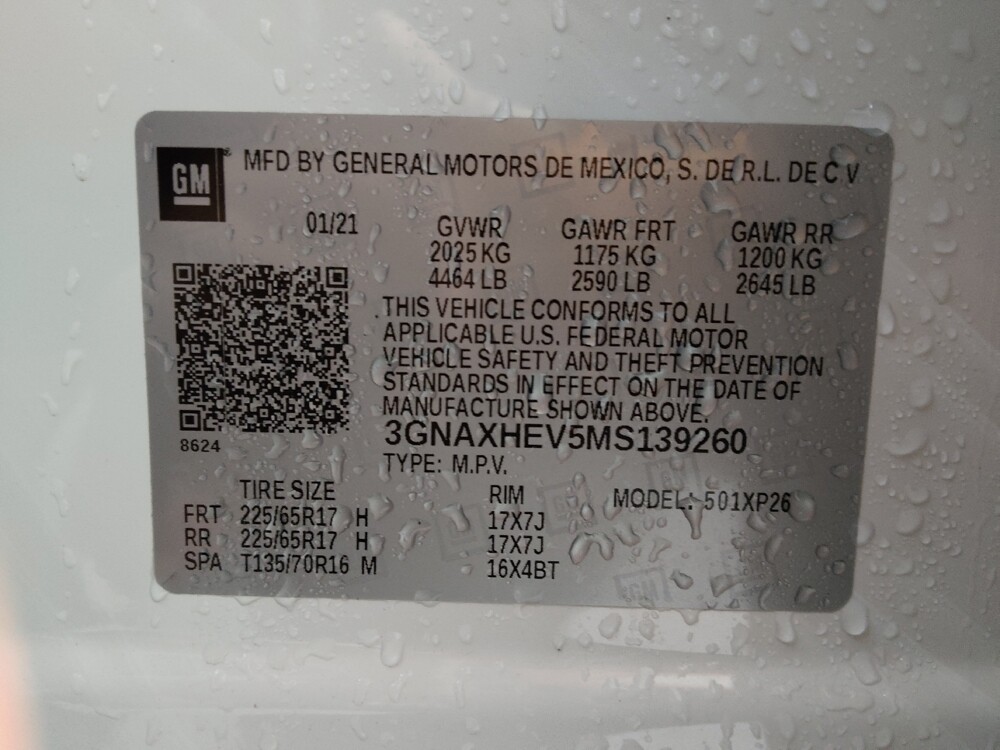 GM® MFD BY GENERAL MOTORS DE MEXICO, S. DE R.L. DE C V
01/21 GVWR GAWR FRT GAWR RR
2025 KG 1175 KG 1200 KG
4464 LB 2590 LB 2645 LB
THIS VEHICLE CONFORMS TO ALL
APPLICABLE U.S. FEDERAL MOTOR
VEHICLE SAFETY AND THEFT PREVENTION
STANDARDS IN EFFECT ON THE DATE OF
MANUFACTURE SHOWN ABOVE.
8624 3GNAXHEV5MS139260
TYPE: M.P.V.
TIRE SIZE RIM MODEL: 501XP26
FRT 225/65R17 H 17X7J
RR 225/65R17 H 17X7J
SPA T135/70R16 M 16X4BT